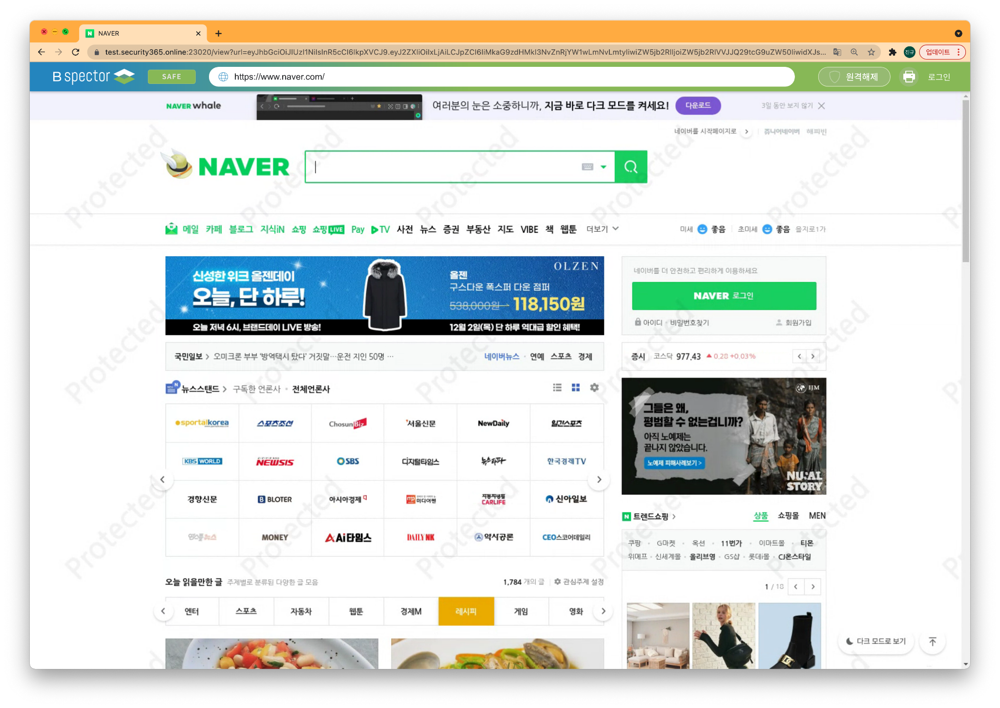 NAVER
test.security365.online:23020/view?url=eyJhbGciOiJIUzI1NiIsInR5cCI6IkpXVCJ9.eyJ2ZXIiOiIxLjAiLCJpZCI6IiMkaG9zdHMkI3NvZnRjYW1wLmNvLmtyIiwiZW5jb2RlIjoiZW5jb2RlVVJJQ29tcG9uZW50IiwidXJs...
진규
업데이트
B spector
SAFE
https://www.naver.com/
원격해제
로그인
NAVER whale
여러분의 눈은 소중하니까, 지금 바로 다크 모드를 켜세요!
다운로드
3일 동안 보지 않기
네이버를 시작페이지로
쥬니어네이버 해피빈
NAVER
메일 카페 블로그 지식iN 쇼핑 쇼핑LIVE Pay TV 사전 뉴스 증권 부동산 지도 VIBE 책 웹툰 더보기
미세 좋음 초미세 좋음 을지로1가
신성한 위크 올젠데이
오늘, 단 하루!
오늘 저녁 6시, 브랜드데이 LIVE 방송!
OLZEN
올젠
구스다운 폭스퍼 다운 점퍼
538,000원 → 118,150원
12월 2일(목) 단 하루 역대급 할인 혜택!
네이버를 더 안전하고 편리하게 이용하세요
NAVER 로그인
아이디 · 비밀번호찾기
회원가입
국민일보 > 오미크론 부부 '방역택시 탔다' 거짓말…운전 지인 50명 …
네이버뉴스 · 연예 스포츠 경제
증시 코스닥 977.43 ▲ 0.28 +0.03%
뉴스스탠드 > 구독한 언론사 · 전체언론사
sportalkorea
스포츠조선
ChosunBiz
서울신문
NewDaily
일간스포츠
KBS WORLD
NEWSIS
SBS
디지털타임스
뉴스타파
한국경제TV
경향신문
BLOTER
아시아경제
mp 미디어펜
자동차생활 CARLIFE
신아일보
뉴스
MONEY
Ai타임스
DAILY NK
약사공론
CEO스코어데일리
IJM
그들은 왜,
평범할 수 없는겁니까?
아직 노예제는
끝나지 않았습니다.
노예제 피해사례보기 >
STORY
트렌드쇼핑 >
상품 쇼핑몰 MEN
쿠팡 · G마켓 · 옥션 · 11번가 · 이마트몰 · 티몬
위메프 · 신세계몰 · 올리브영 · GS샵 · 롯데i몰 · CJ온스타일
1 / 18
오늘 읽을만한 글 주제별로 분류된 다양한 글 모음
1,784 개의 글
관심주제 설정
엔터 스포츠 자동차 웹툰 경제M 레시피 게임 영화
다크 모드로 보기
Protected